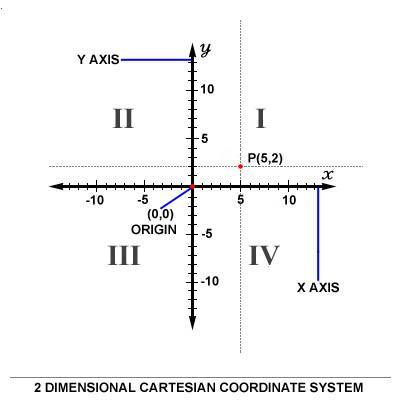 y
Y AXIS
10
II
I
5
P(5,2)
x
-10
-5
5
10
(0,0)
ORIGIN
-5
III
IV
-10
X AXIS
2 DIMENSIONAL CARTESIAN COORDINATE SYSTEM